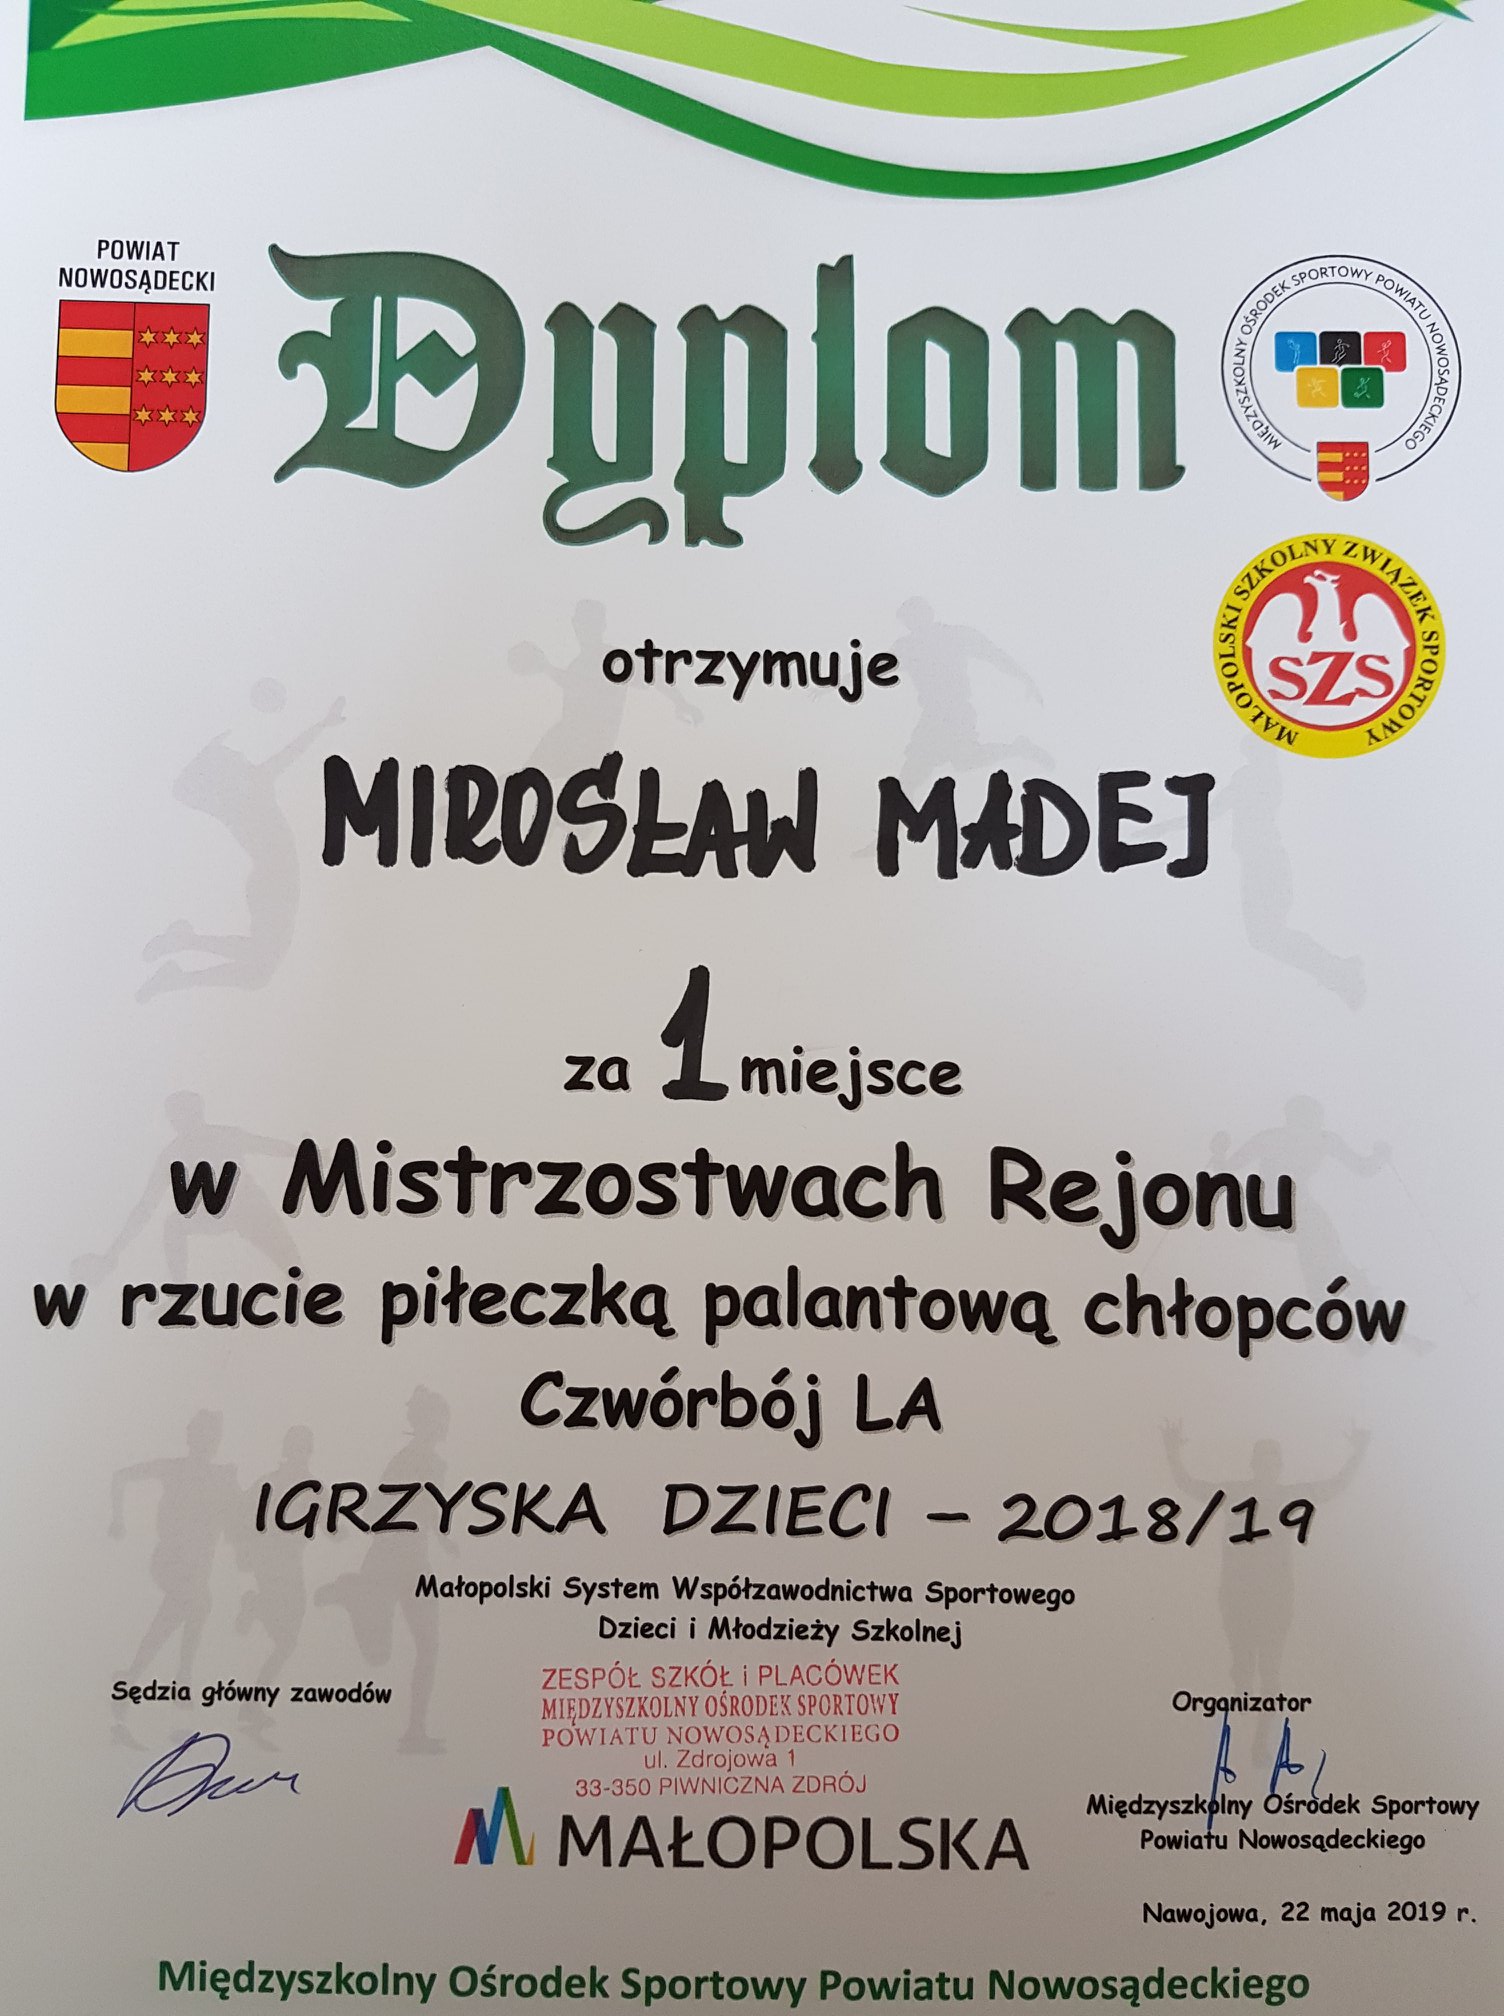 POWIAT
NOWOSĄDECKI
Dyplom
MIĘDZYSZKOLNY OŚRODEK SPORTOWY POWIATU NOWOSĄDECKIEGO
MAŁOPOLSKI SZKOLNY ZWIĄZEK SPORTOWY
SZS
otrzymuje
MIROSŁAW MADEJ
za 1 miejsce
w Mistrzostwach Rejonu
w rzucie piłeczką palantową chłopców
Czwórbój LA
IGRZYSKA DZIECI – 2018/19
Małopolski System Współzawodnictwa Sportowego
Dzieci i Młodzieży Szkolnej
Sędzia główny zawodów
ZESPÓŁ SZKÓŁ i PLACÓWEK
MIĘDZYSZKOLNY OŚRODEK SPORTOWY
POWIATU NOWOSĄDECKIEGO
ul. Zdrojowa 1
33-350 PIWNICZNA ZDRÓJ
Organizator
Międzyszkolny Ośrodek Sportowy
Powiatu Nowosądeckiego
MAŁOPOLSKA
Nawojowa, 22 maja 2019 r.
Międzyszkolny Ośrodek Sportowy Powiatu Nowosądeckiego